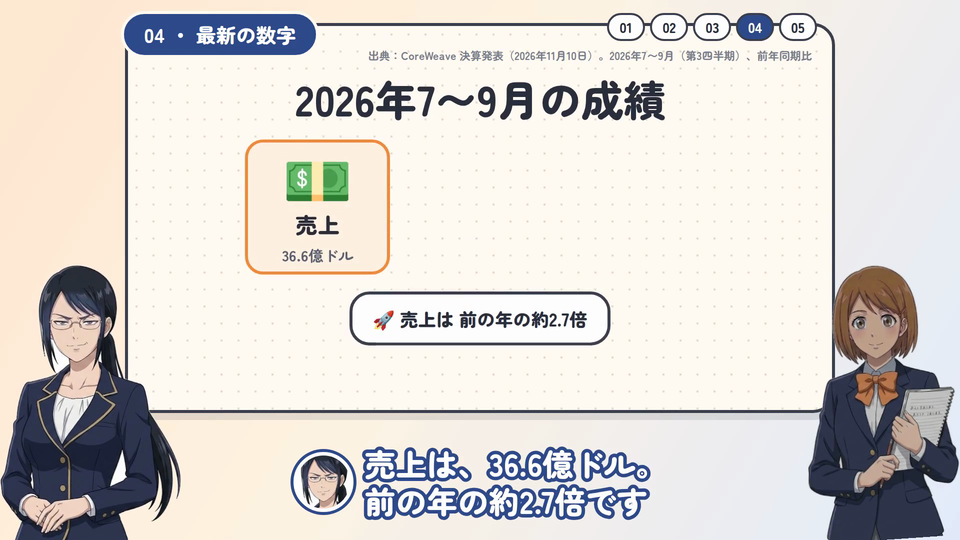 04 ・ 最新の数字
01 02 03 04 05
出典：CoreWeave 決算発表（2026年11月10日）。2026年7〜9月（第3四半期）、前年同期比
2026年7〜9月の成績
$
売上
36.6億ドル
🚀 売上は 前の年の約2.7倍
売上は、36.6億ドル。
前の年の約2.7倍です